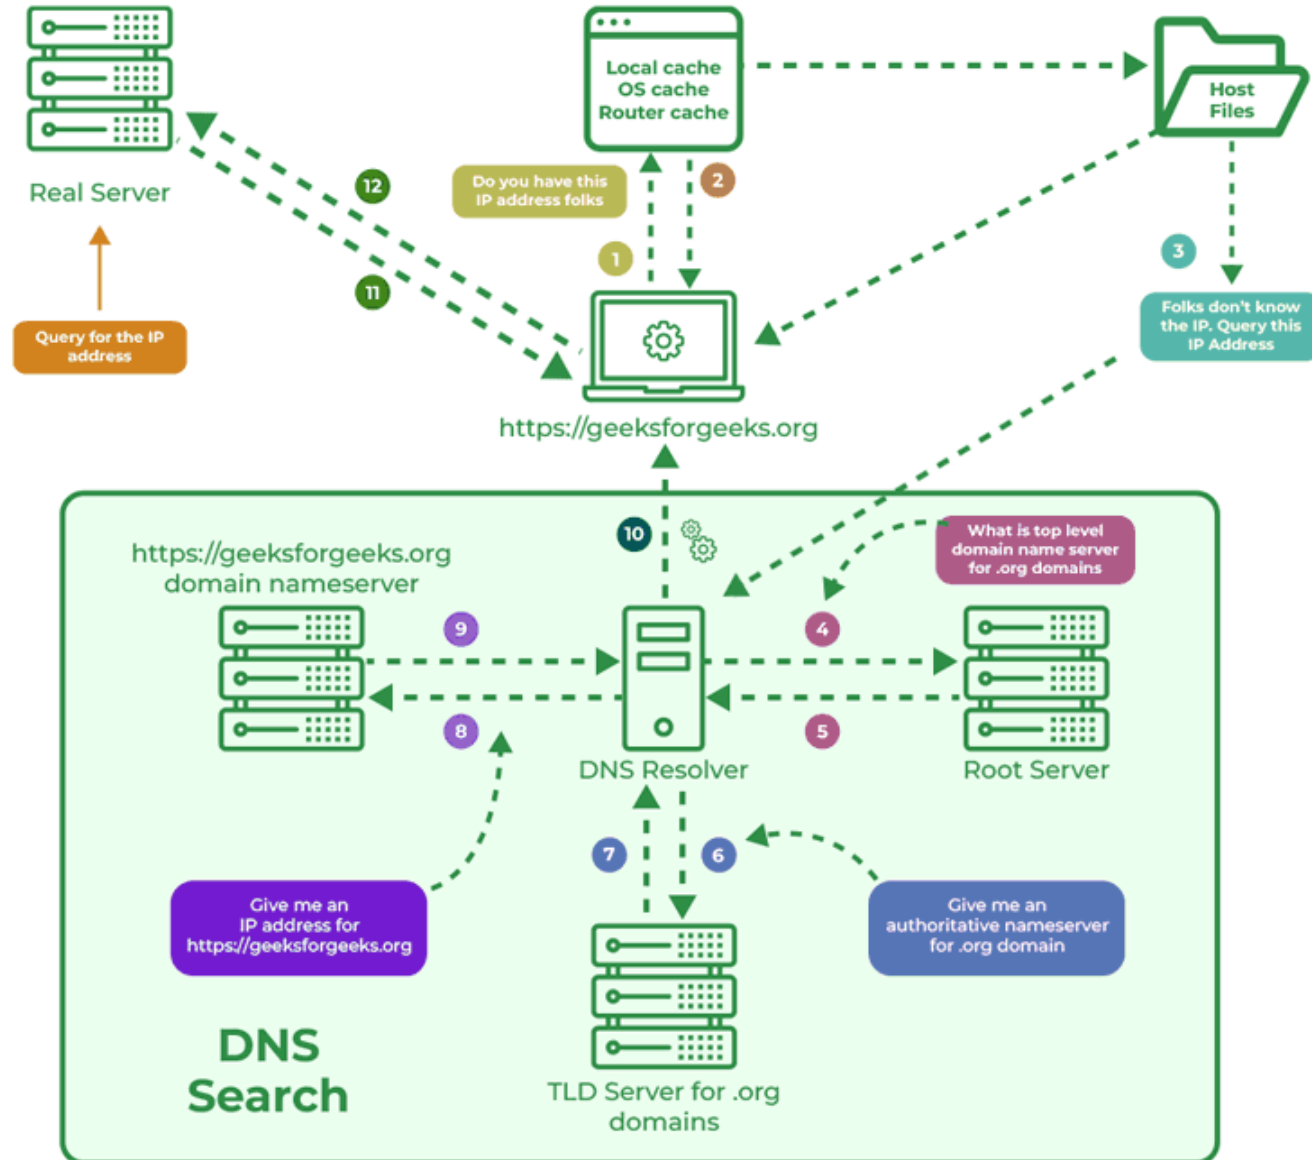 Local cache
OS cache
Router cache
Host
Files
Real Server
12
Do you have this
IP address folks
2
1
11
3
Query for the IP
address
Folks don't know
the IP. Query this
IP Address
https://geeksforgeeks.org
10
What is top level
domain name server
for .org domains
https://geeksforgeeks.org
domain nameserver
9
4
8
5
DNS Resolver
Root Server
7
6
Give me an
IP address for
https://geeksforgeeks.org
Give me an
authoritative nameserver
for .org domain
DNS
Search
TLD Server for .org
domains